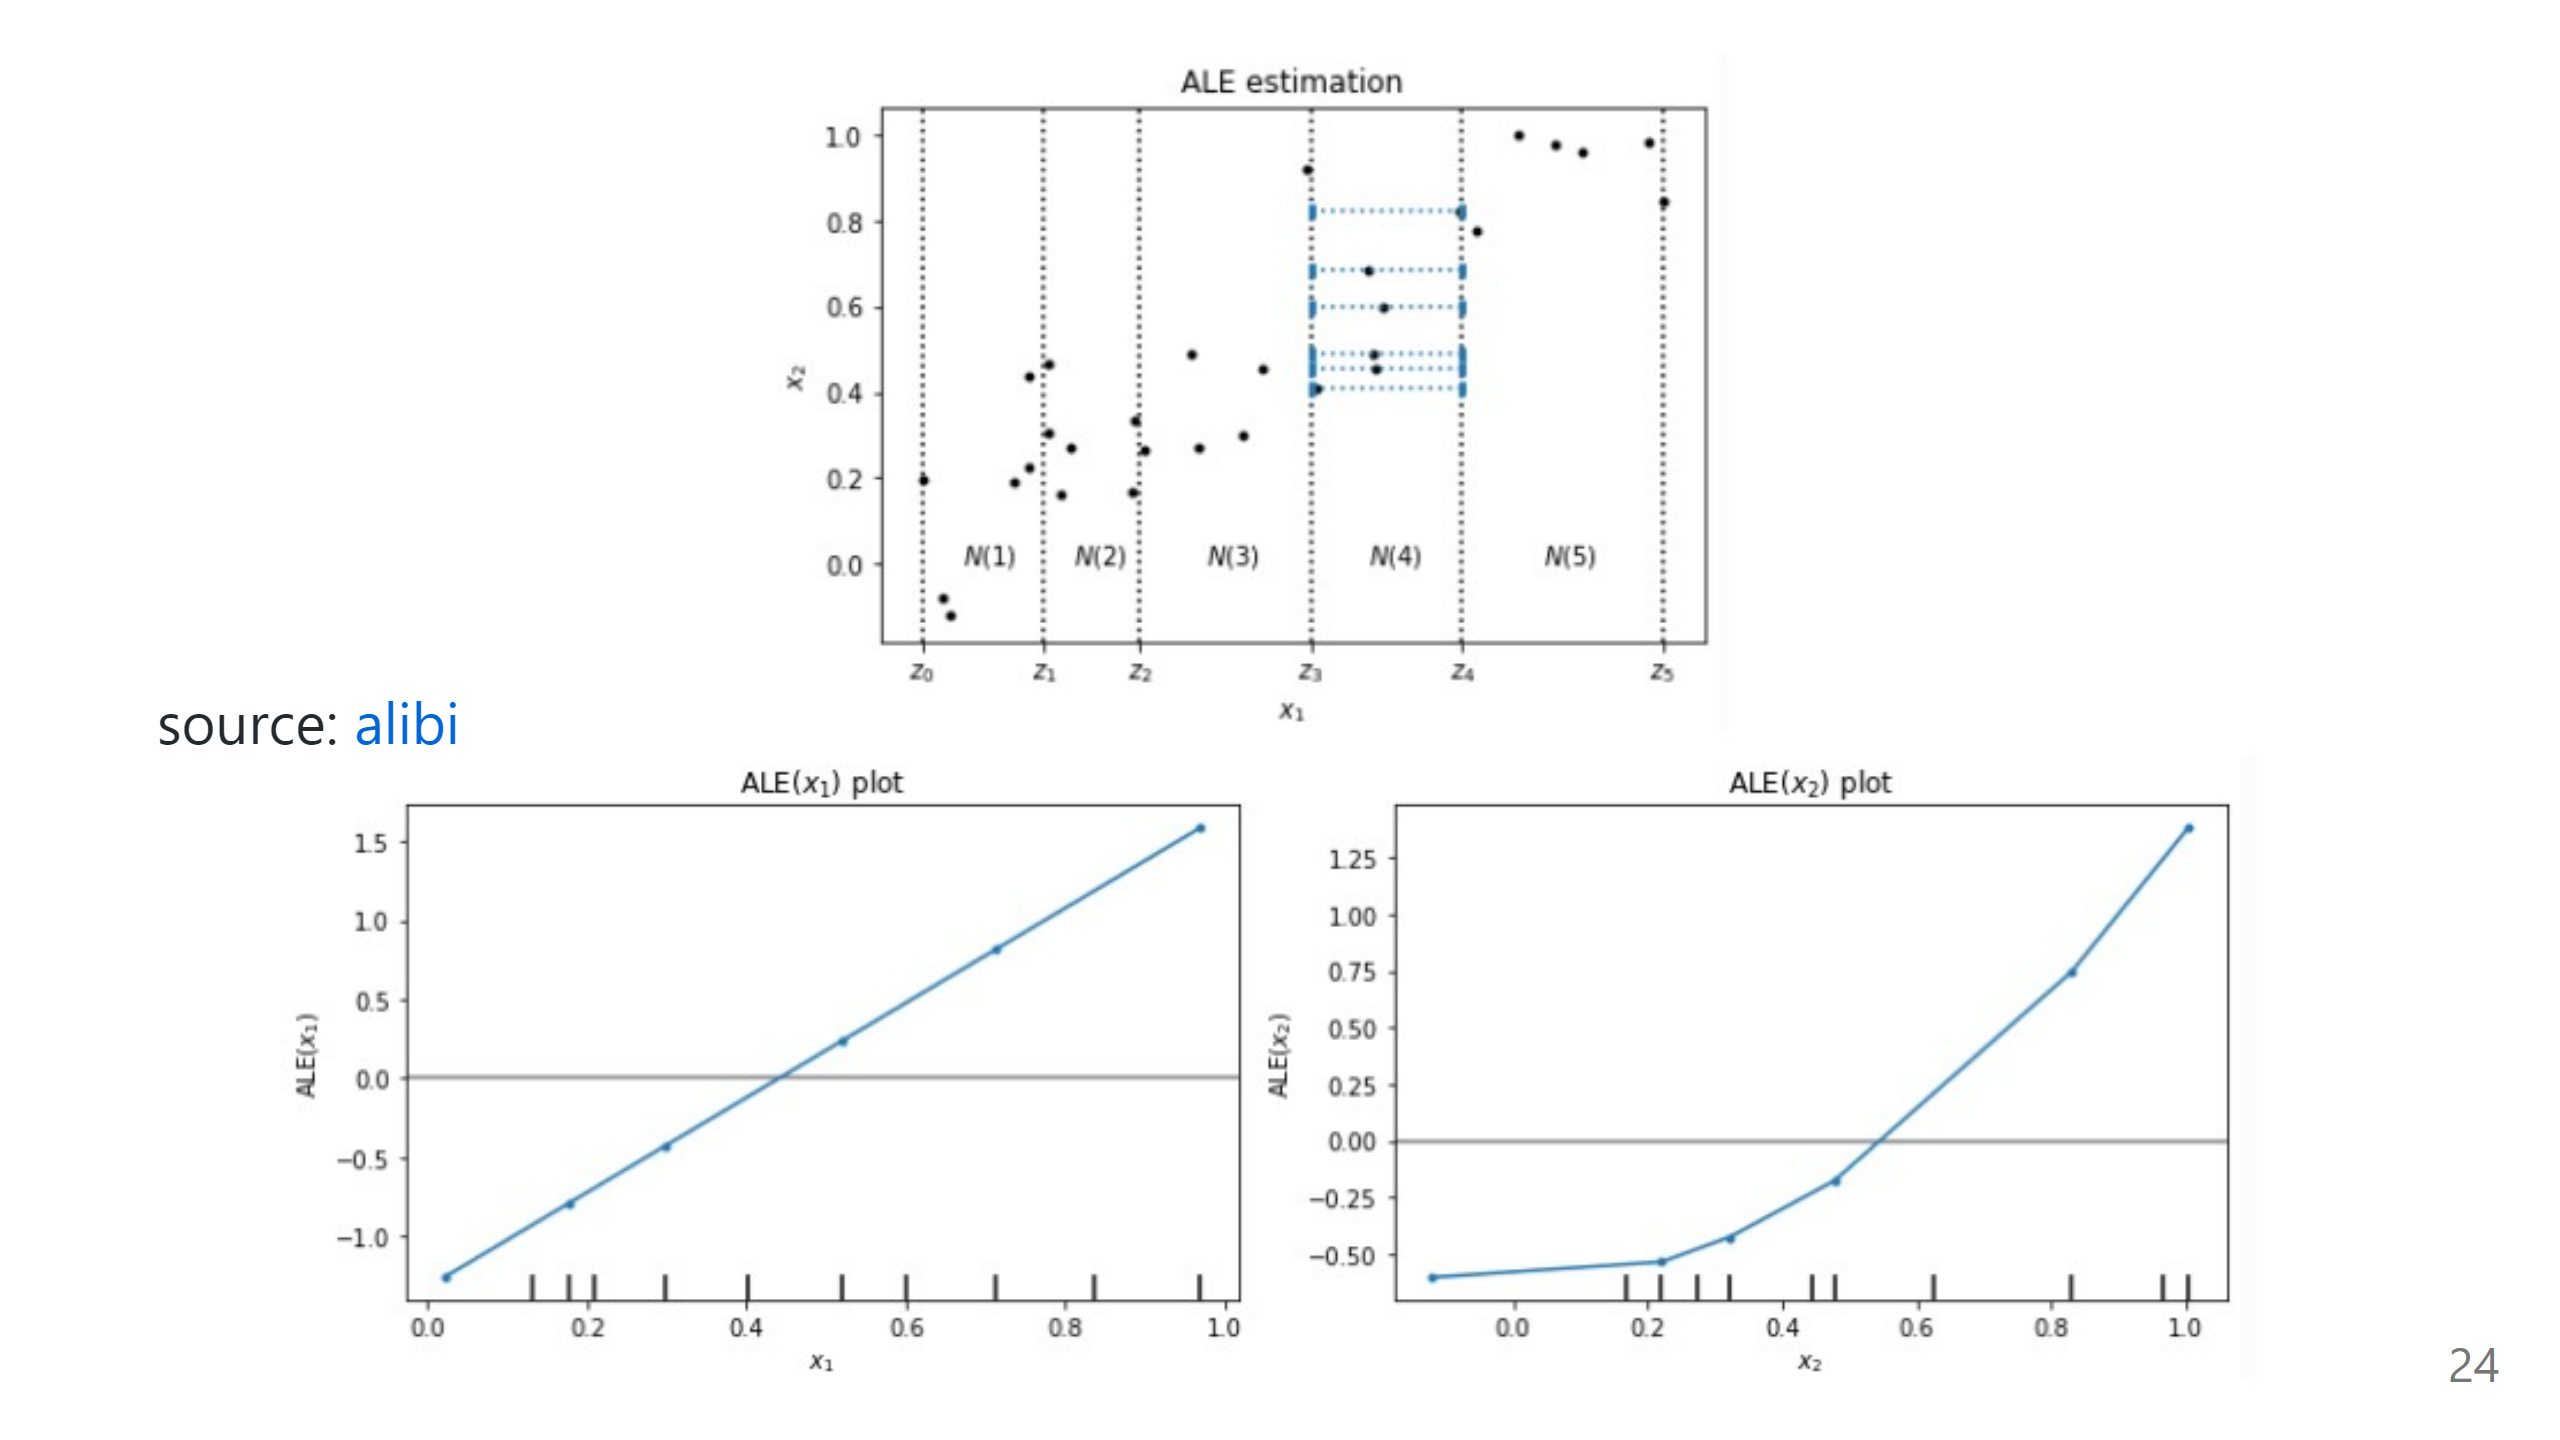 ALE estimation
1.0
0.8
0.6
0.4
0.2
0.0
x₂
N(1) N(2) N(3) N(4) N(5)
z₀ z₁ z₂ z₃ z₄ z₅
x₁
source: alibi
ALE(x₁) plot
1.5
1.0
0.5
0.0
−0.5
−1.0
ALE(x₁)
0.0 0.2 0.4 0.6 0.8 1.0
x₁
ALE(x₂) plot
1.25
1.00
0.75
0.50
0.25
0.00
−0.25
−0.50
ALE(x₂)
0.0 0.2 0.4 0.6 0.8 1.0
x₂
24